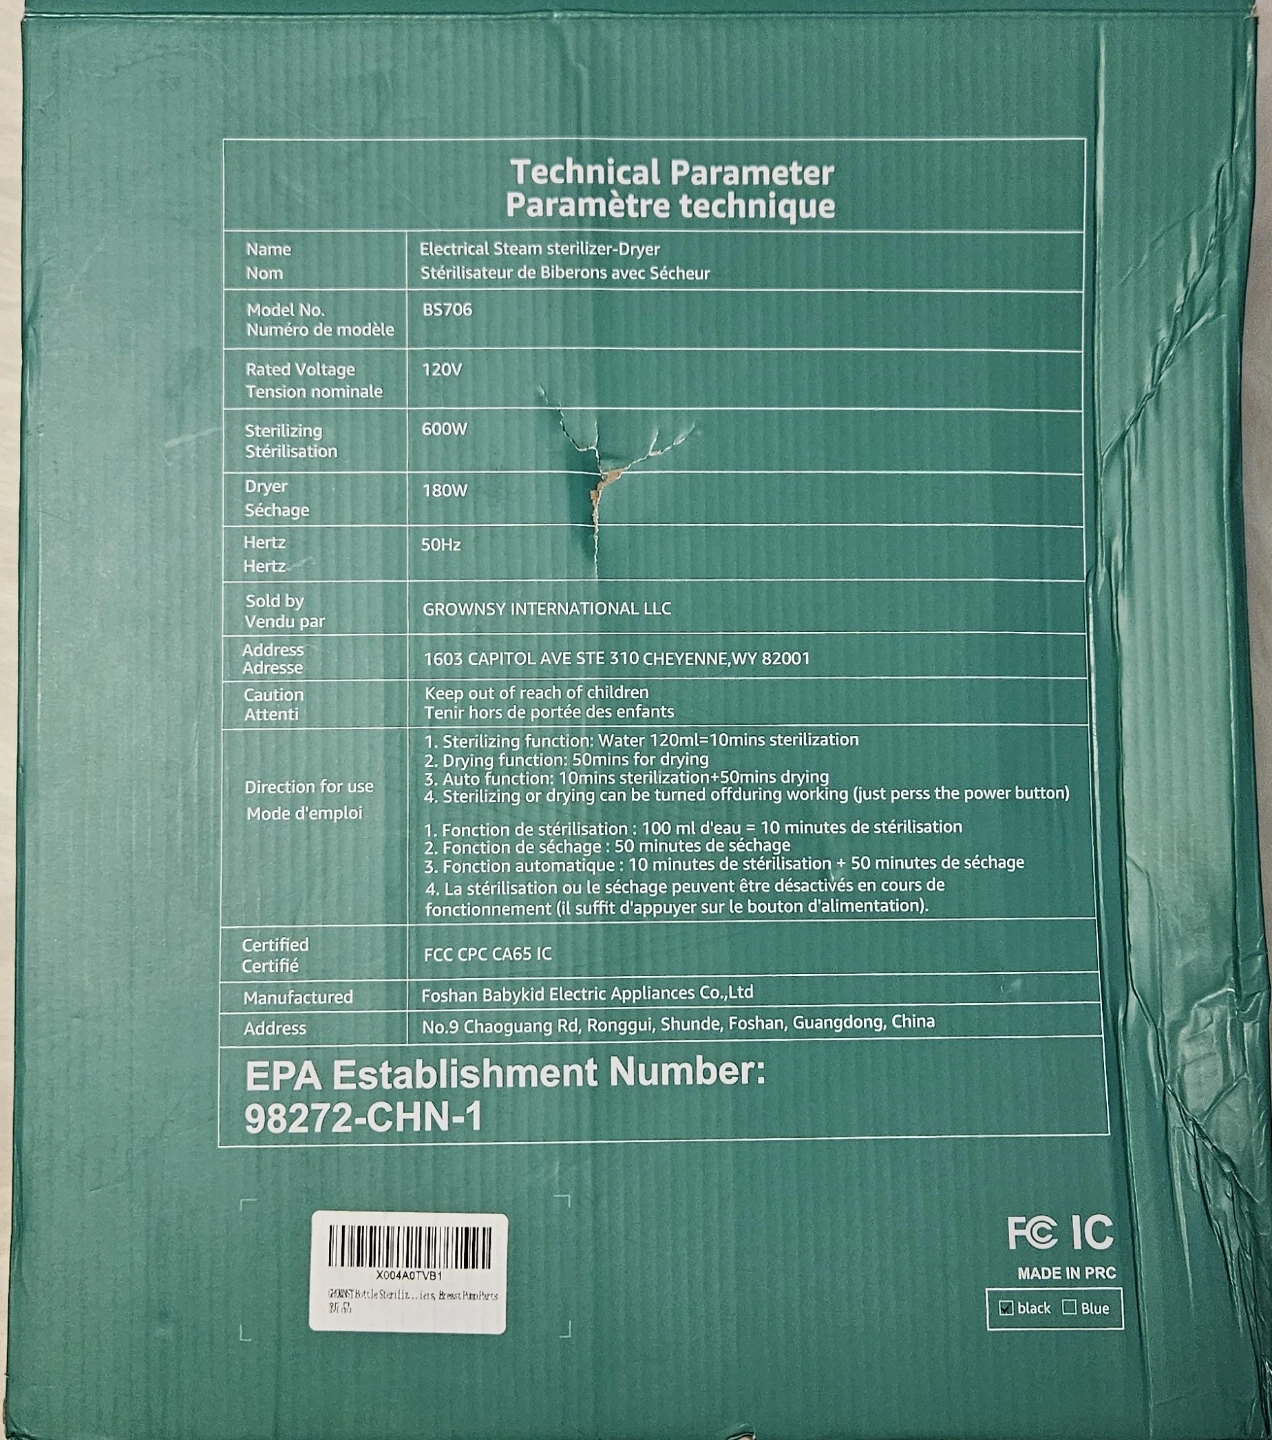 Technical Parameter
Paramètre technique
Name
Nom
Electrical Steam sterilizer-Dryer
Stérilisateur de Biberons avec Sécheur
Model No.
Numéro de modèle
BS706
Rated Voltage
Tension nominale
120V
Sterilizing
Stérilisation
600W
Dryer
Séchage
180W
Hertz
Hertz
50Hz
Sold by
Vendu par
GROWNSY INTERNATIONAL LLC
Address
Adresse
1603 CAPITOL AVE STE 310 CHEYENNE,WY 82001
Caution
Attenti
Keep out of reach of children
Tenir hors de portée des enfants
Direction for use
Mode d'emploi
1. Sterilizing function: Water 120ml=10mins sterilization
2. Drying function: 50mins for drying
3. Auto function: 10mins sterilization+50mins drying
4. Sterilizing or drying can be turned offduring working (just perss the power button)
1. Fonction de stérilisation : 100 ml d'eau = 10 minutes de stérilisation
2. Fonction de séchage : 50 minutes de séchage
3. Fonction automatique : 10 minutes de stérilisation + 50 minutes de séchage
4. La stérilisation ou le séchage peuvent être désactivés en cours de
fonctionnement (il suffit d'appuyer sur le bouton d'alimentation).
Certified
Certifié
FCC CPC CA65 IC
Manufactured
Foshan Babykid Electric Appliances Co.,Ltd
Address
No.9 Chaoguang Rd, Ronggui, Shunde, Foshan, Guangdong, China
EPA Establishment Number:
98272-CHN-1
X004A0TVB1
Bottle Steriliz...iers, Breast Pump Parts
新品
FC IC
MADE IN PRC
black Blue